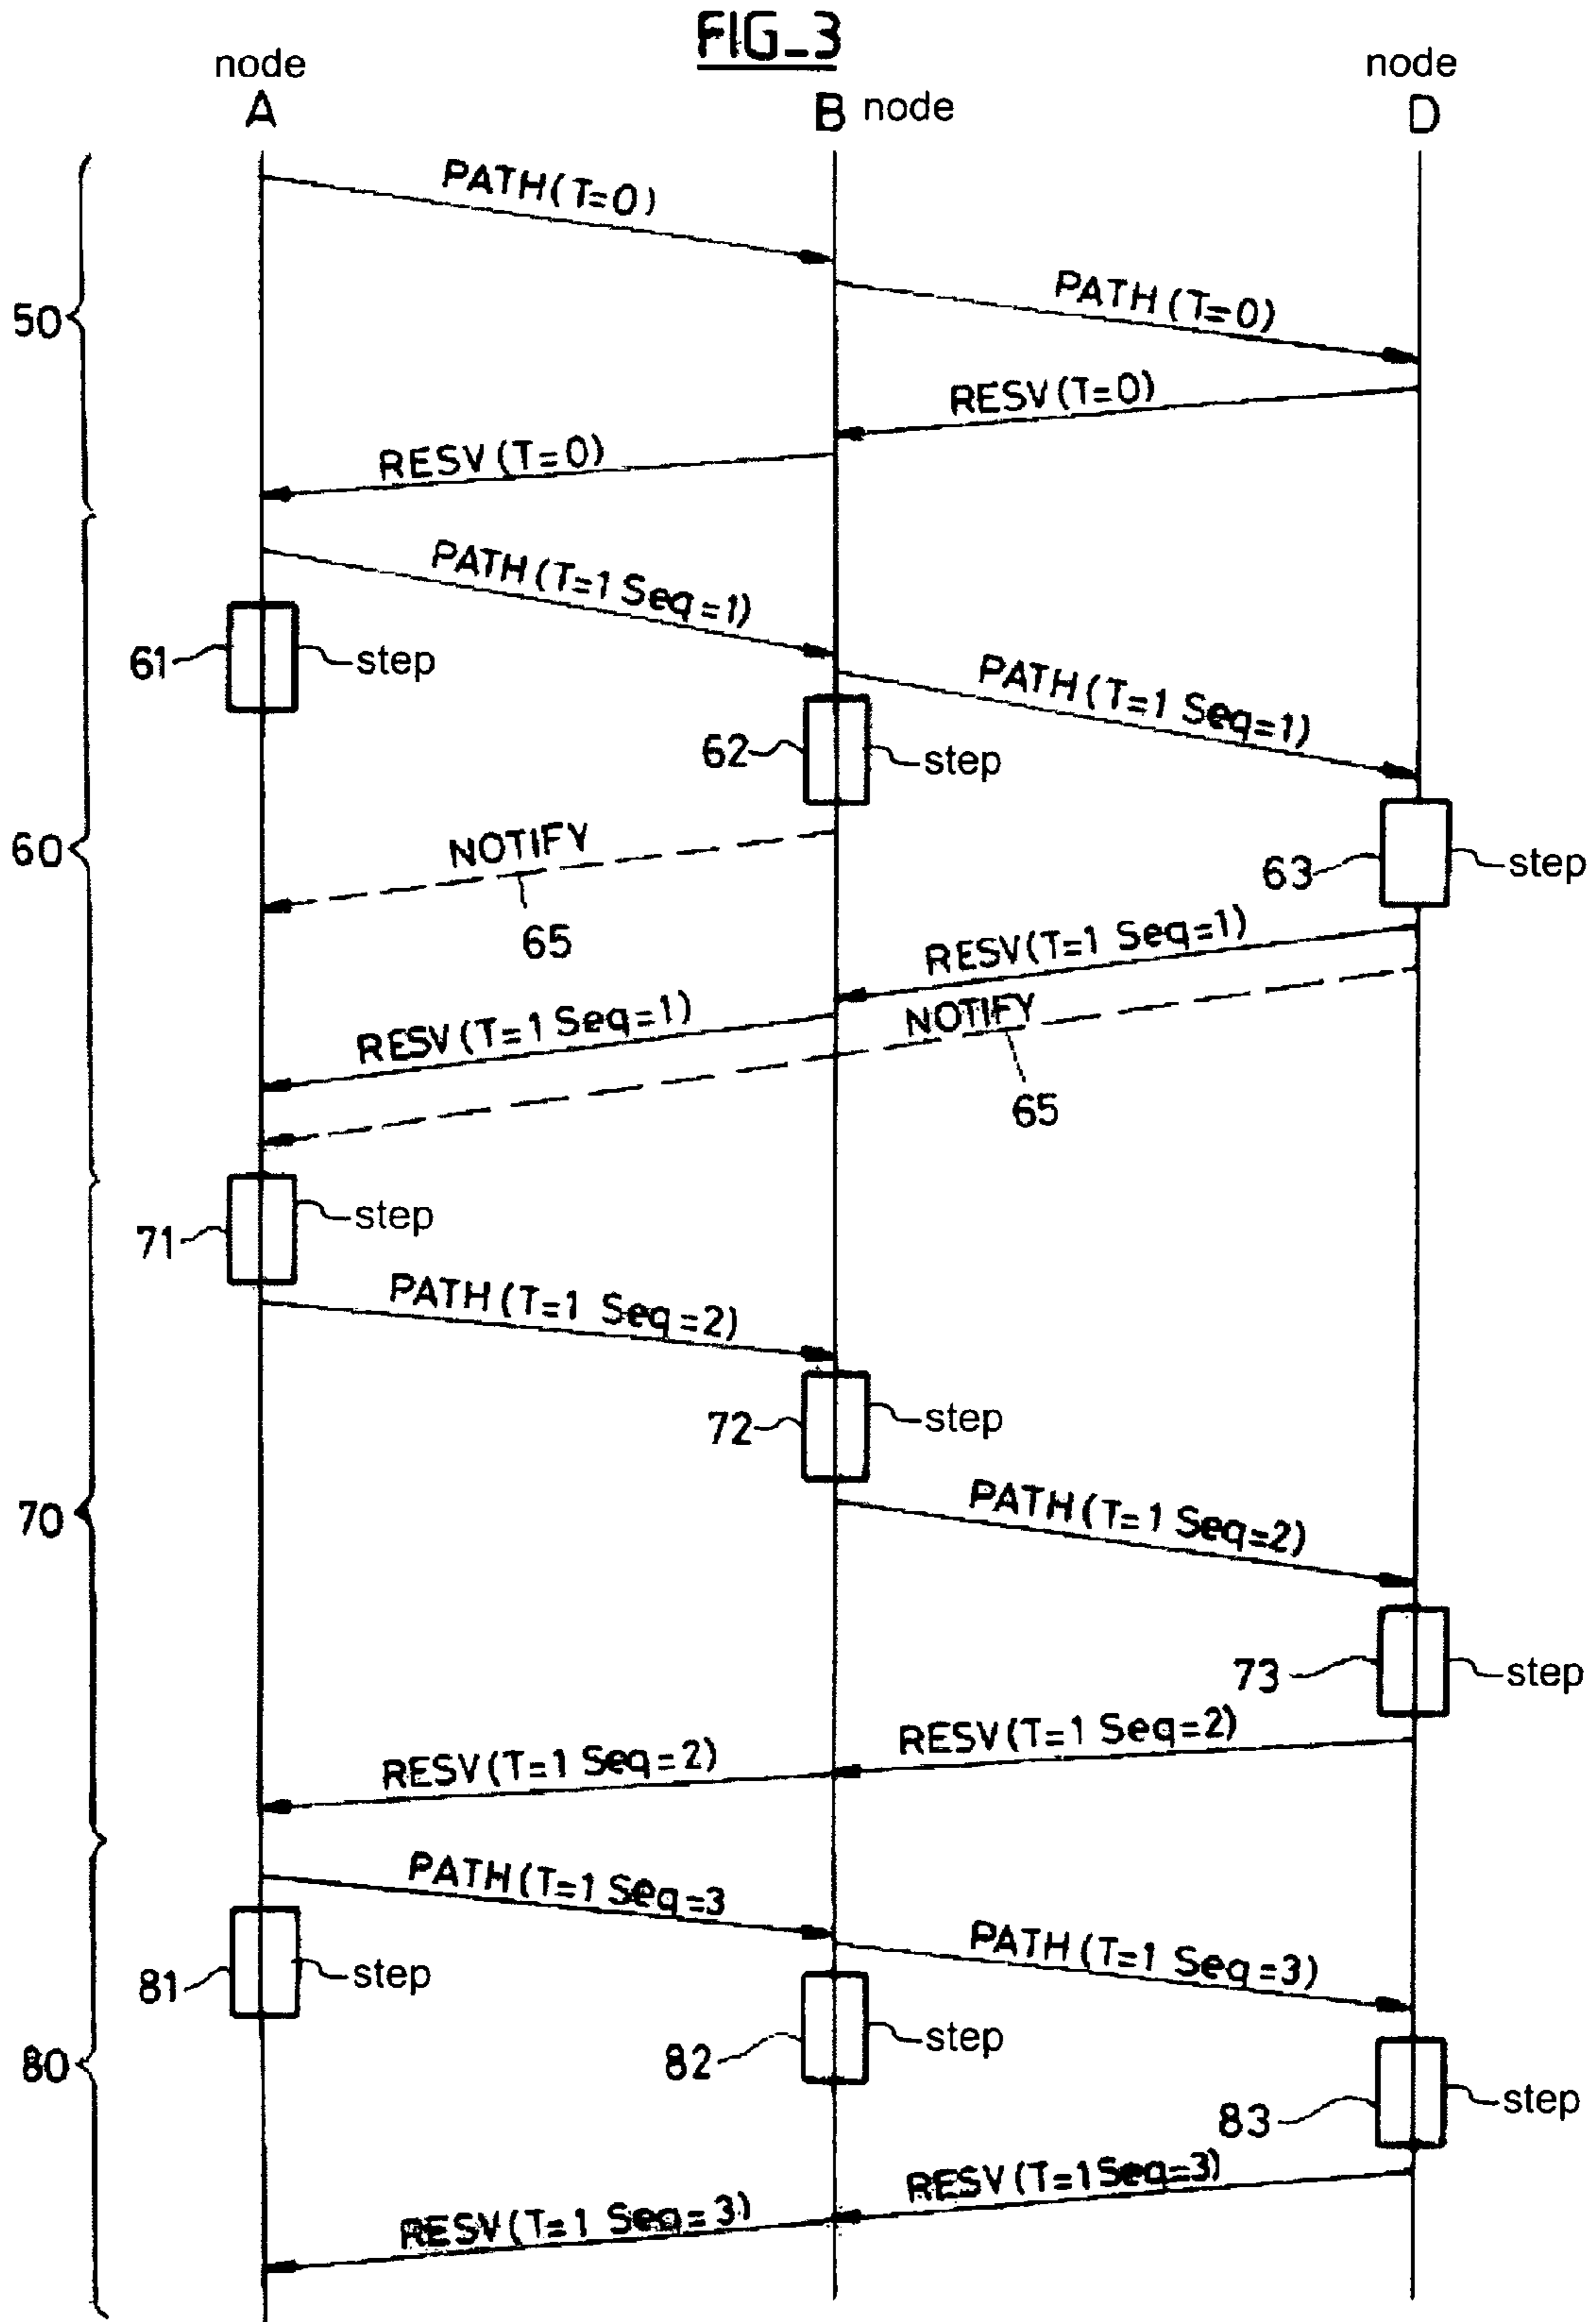 FIG_3
node
A
B node
node
D
PATH(T=0)
50
PATH(T=0)
RESV(T=0)
RESV(T=0)
PATH(T=1 Seq=1)
61
step
PATH(T=1 Seq=1)
62
step
60
NOTIFY
65
63
step
RESV(T=1 Seq=1)
RESV(T=1 Seq=1)
NOTIFY
65
71
step
PATH(T=1 Seq=2)
72
step
70
PATH(T=1 Seq=2)
73
step
RESV(T=1 Seq=2)
RESV(T=1 Seq=2)
PATH(T=1 Seq=3
81
step
PATH(T=1 Seq=3)
82
step
80
83
step
RESV(T=1 Seq=3)
RESV(T=1 Seq=3)